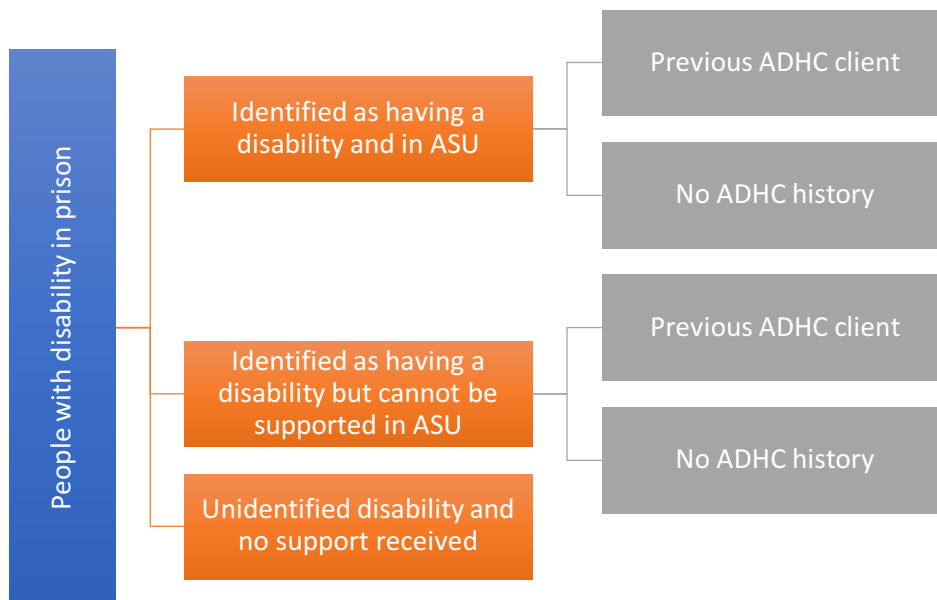 People with disability in prison
Identified as having a
disability and in ASU
Previous ADHC client
No ADHC history
Identified as having a
disability but cannot be
supported in ASU
Previous ADHC client
No ADHC history
Unidentified disability and
no support received